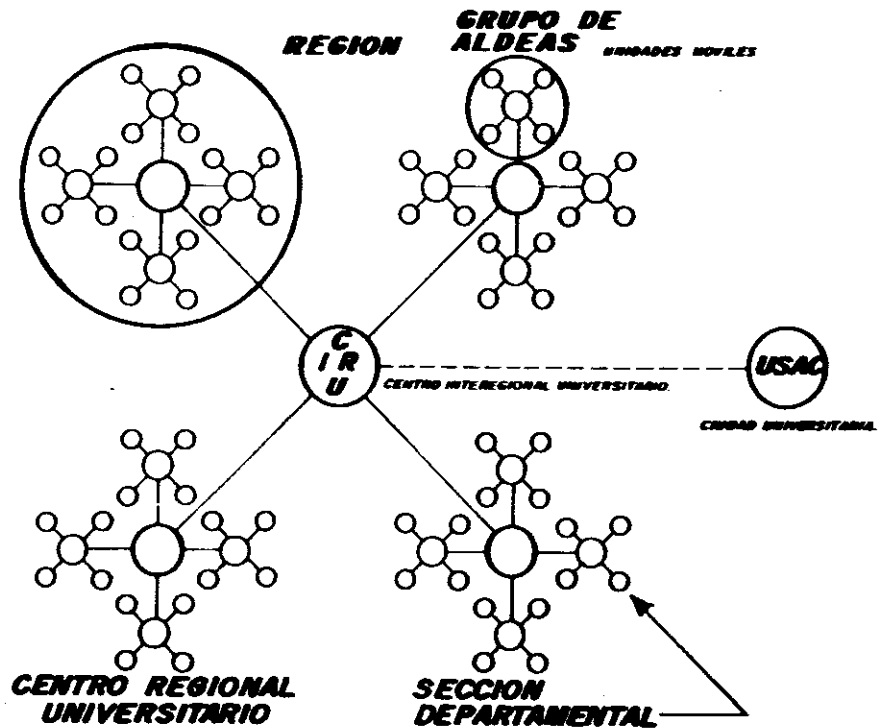 REGION
GRUPO DE
ALDEAS
UNIDADES MOVILES
C
I R
U
CENTRO INTEREGIONAL UNIVERSITARIO.
USAC
CIUDAD UNIVERSITARIA.
CENTRO REGIONAL
UNIVERSITARIO
SECCION
DEPARTAMENTAL